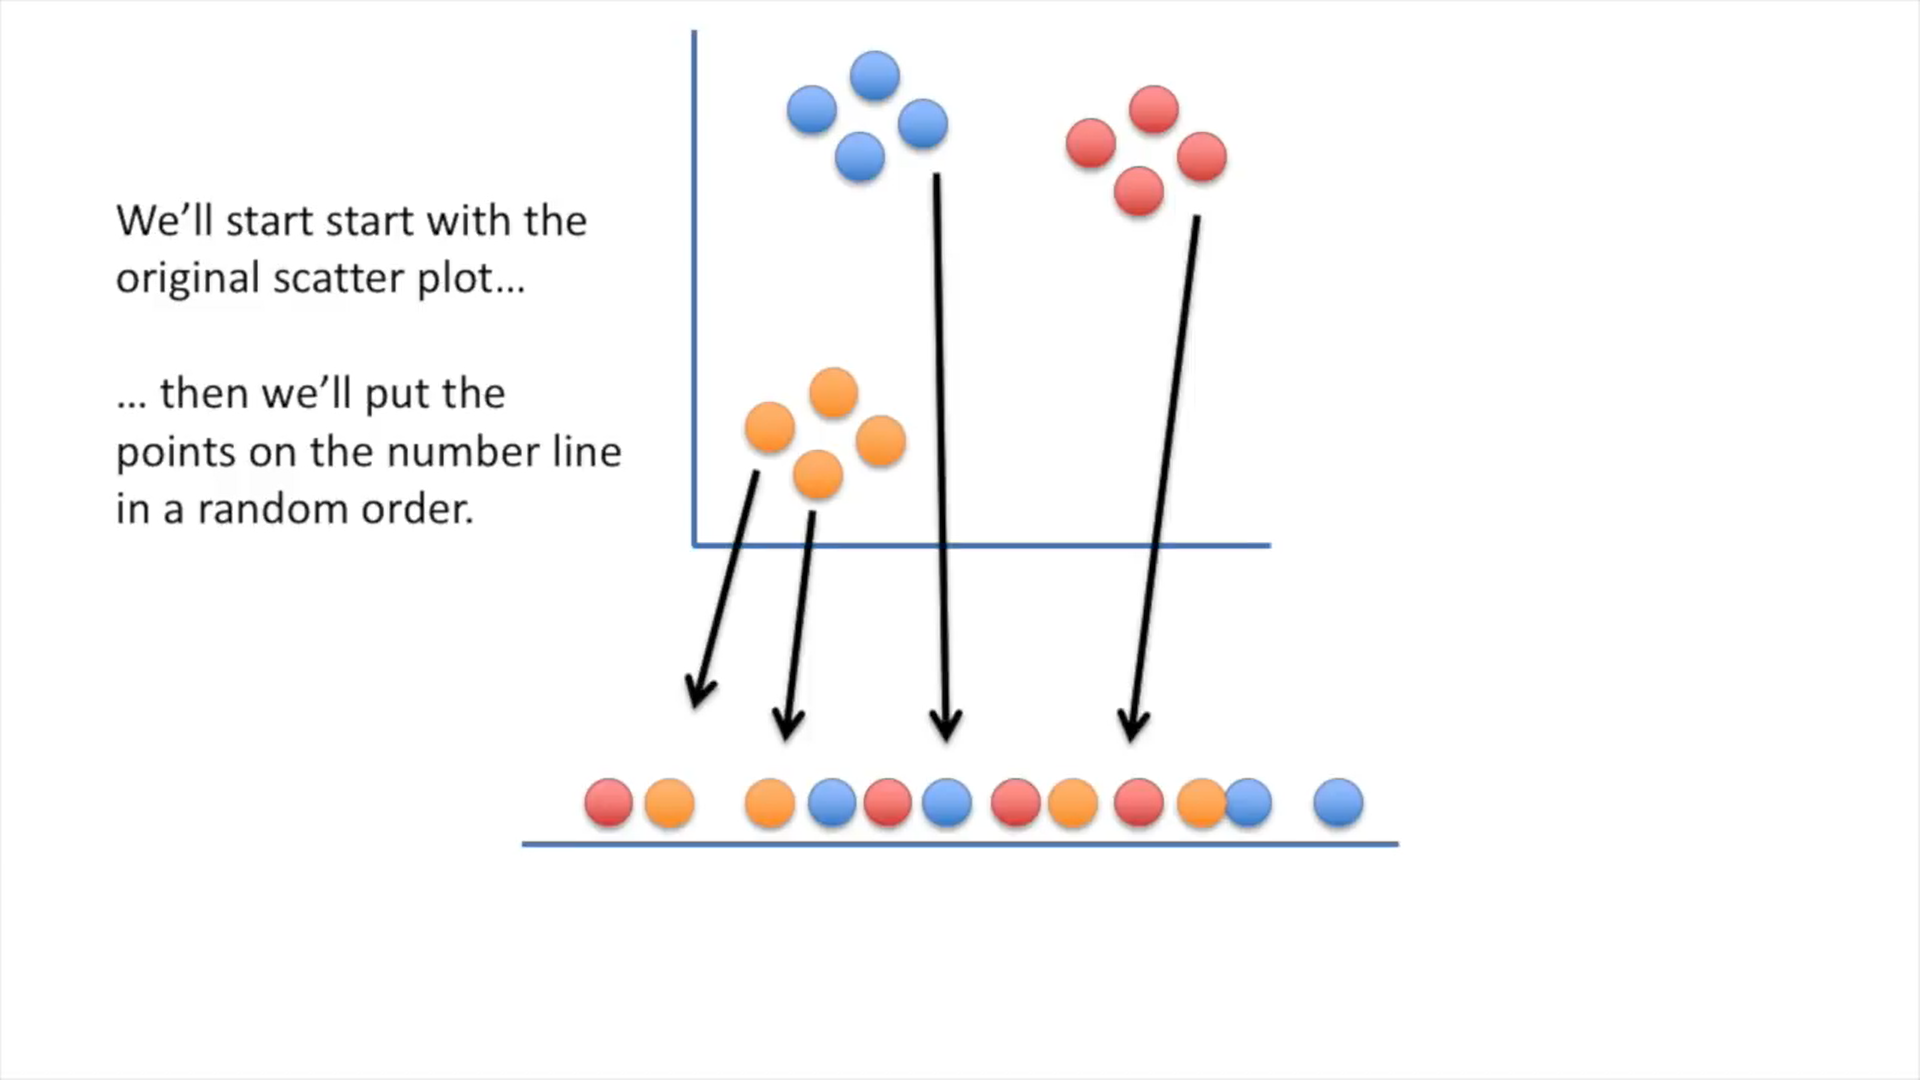 We’ll start start with the
original scatter plot…
… then we’ll put the
points on the number line
in a random order.